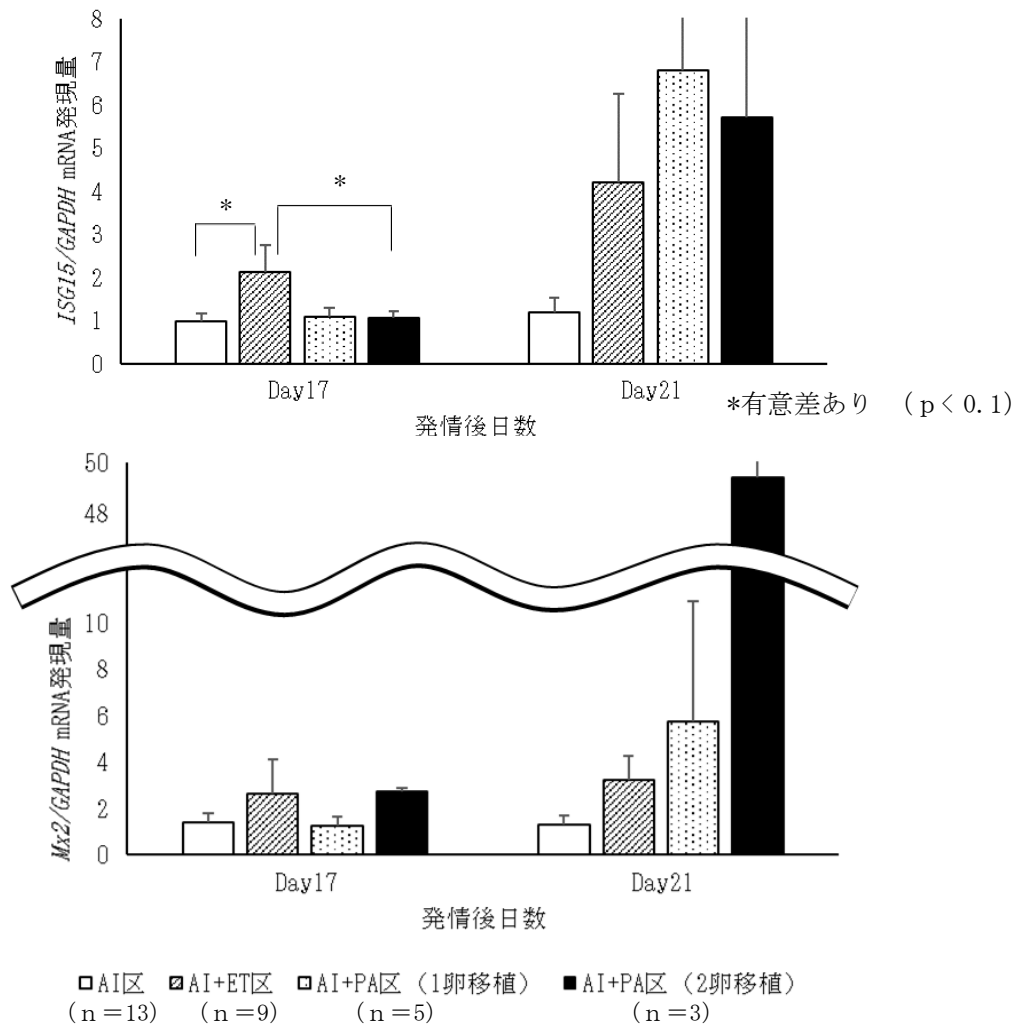 8
7
6
5
4
3
2
1
0
ISG15/GAPDH mRNA発現量
*
*
Day17
Day21
*有意差あり (p<0.1)
発情後日数
50
48
10
8
6
4
2
0
Mx2/GAPDH mRNA発現量
Day17
Day21
発情後日数
AI区 AI+ET区 AI+PA区(1卵移植) AI+PA区(2卵移植)
(n=13) (n=9) (n=5) (n=3)